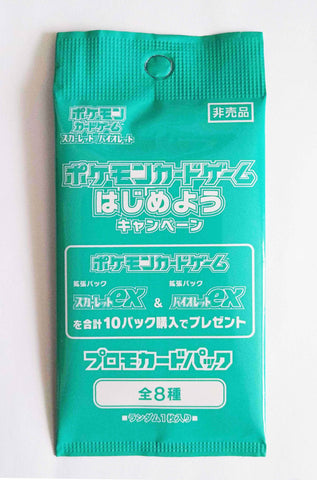 非売品
ポケモン
カードゲーム
スカーレット バイオレット
ポケモンカードゲーム
はじめよう
キャンペーン
ポケモンカードゲーム
拡張パック 拡張パック
スカーレットex & バイオレットex
を合計10パック購入でプレゼント
プロモカードパック
全8種
■ランダム1枚入り■